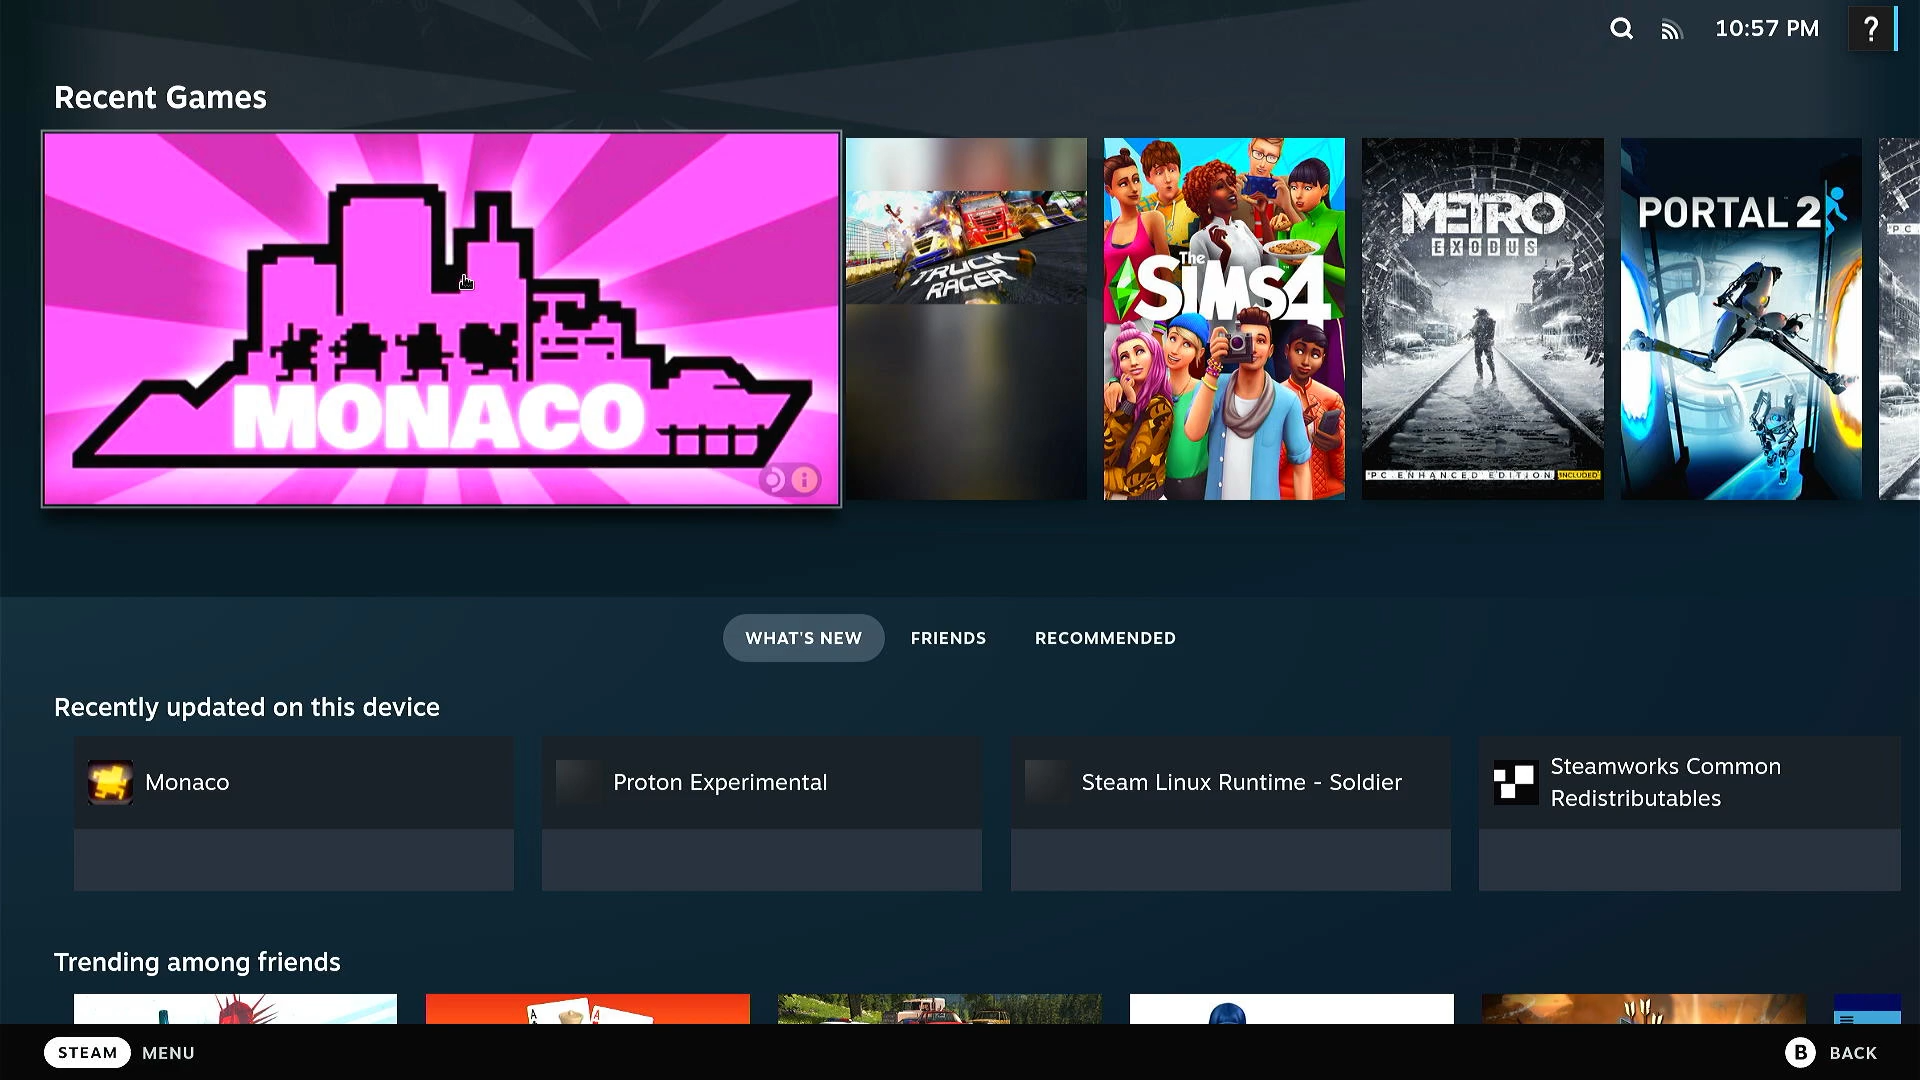 10:57 PM
?
Recent Games
MONACO
i
TRUCK
RACER
The
SIMS4
METRO
EXODUS
PC ENHANCED EDITION INCLUDED
PORTAL 2
PC
WHAT'S NEW
FRIENDS
RECOMMENDED
Recently updated on this device
Monaco
Proton Experimental
Steam Linux Runtime - Soldier
Steamworks Common
Redistributables
Trending among friends
A
A
STEAM MENU
B BACK